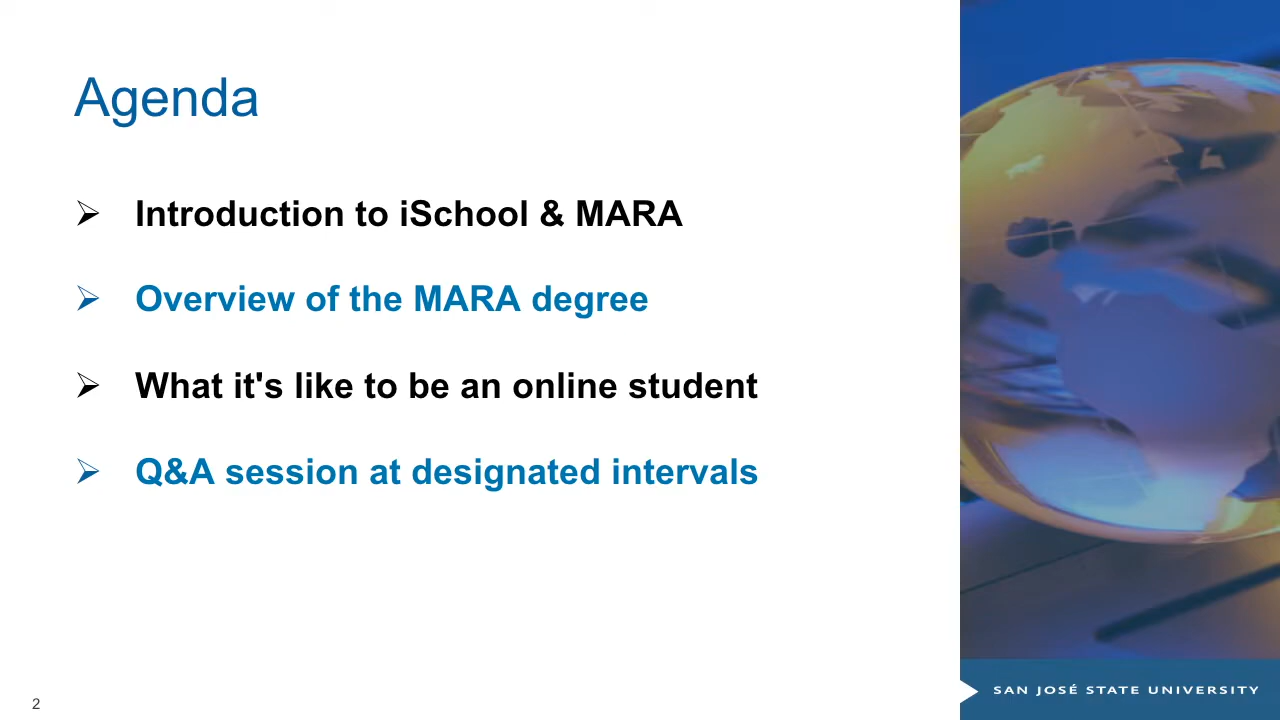 Agenda
➢ Introduction to iSchool & MARA
➢ Overview of the MARA degree
➢ What it's like to be an online student
➢ Q&A session at designated intervals
2
SAN JOSÉ STATE UNIVERSITY